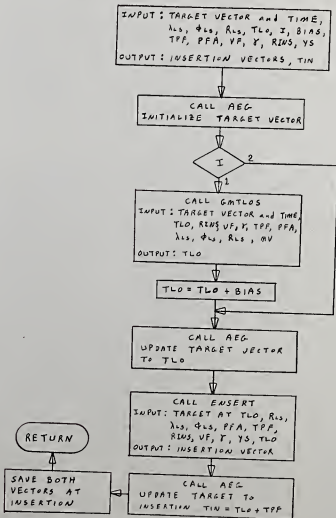 INPUT: TARGET VECTOR and TIME,
λLS, ϕLS, RLS, TLO, I, BIAS,
TPF, PFA, VF, γ, RINS, YS
OUTPUT: INSERTION VECTORS, TIN
CALL AEG
INITIALIZE TARGET VECTOR
I
2
1
CALL GMTLOS
INPUT: TARGET VECTOR and TIME,
TLO, RINS, VF, γ, TPF, PFA,
λLS, ϕLS, RLS, MV
OUTPUT: TLO
TLO = TLO + BIAS
CALL AEG
UPDATE TARGET VECTOR
TO TLO
CALL ENSERT
INPUT: TARGET AT TLO, RLS,
λLS, ϕLS, PFA, TPF,
RINS, VF, γ, YS, TLO
OUTPUT: INSERTION VECTOR
CALL AEG
UPDATE TARGET TO
INSERTION TIN = TLO + TPF
SAVE BOTH
VECTORS AT
INSERTION
RETURN